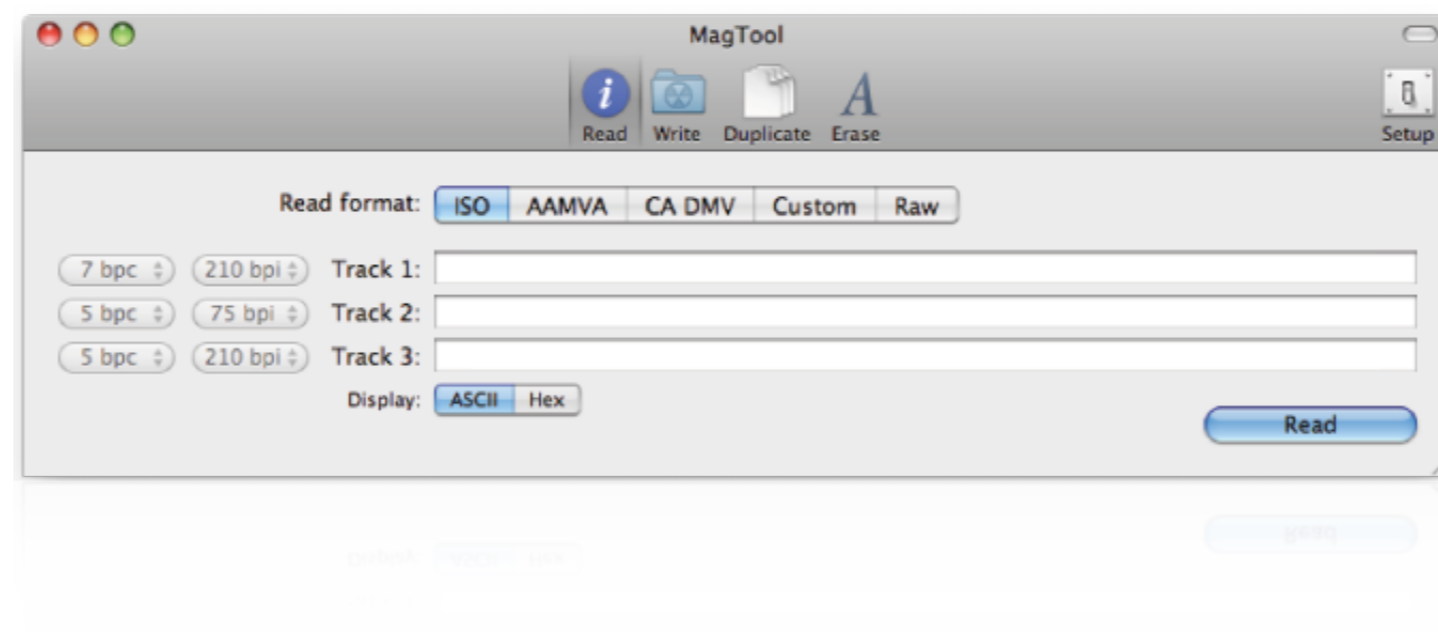 MagTool
Read Write Duplicate Erase Setup
Read format: ISO AAMVA CA DMV Custom Raw
7 bpc 210 bpi Track 1:
5 bpc 75 bpi Track 2:
5 bpc 210 bpi Track 3:
Display: ASCII Hex
Read